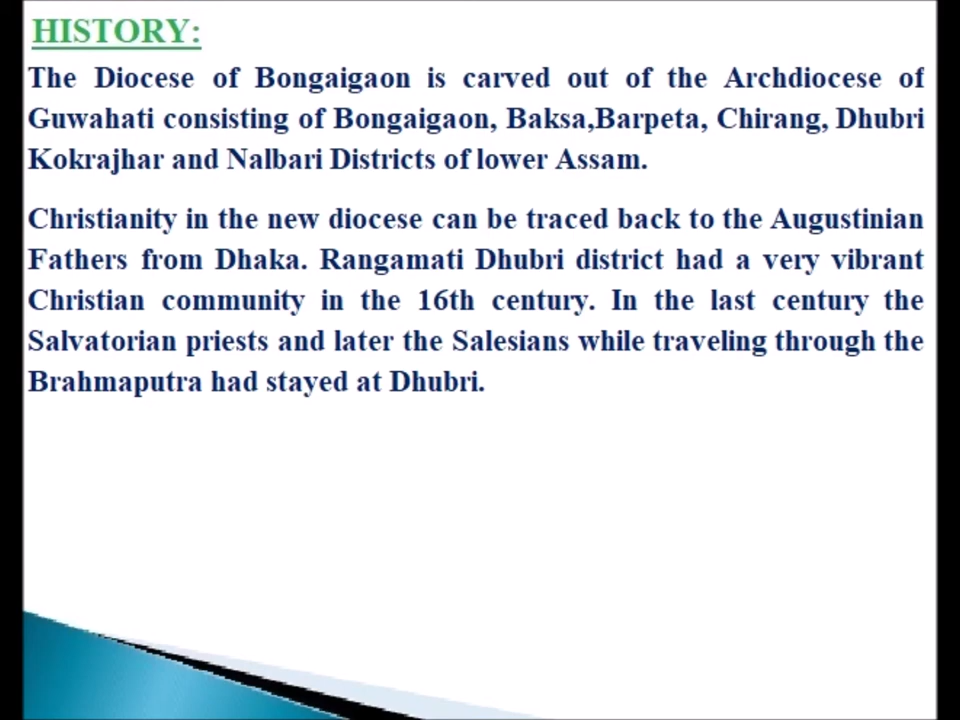 HISTORY:
The Diocese of Bongaigaon is carved out of the Archdiocese of
Guwahati consisting of Bongaigaon, Baksa,Barpeta, Chirang, Dhubri
Kokrajhar and Nalbari Districts of lower Assam.
Christianity in the new diocese can be traced back to the Augustinian
Fathers from Dhaka. Rangamati Dhubri district had a very vibrant
Christian community in the 16th century. In the last century the
Salvatorian priests and later the Salesians while traveling through the
Brahmaputra had stayed at Dhubri.